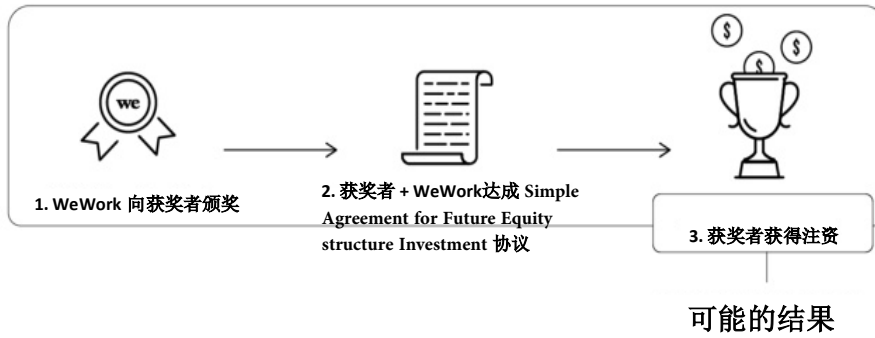 $
$
$
we
1. WeWork 向获奖者颁奖
2. 获奖者 + WeWork达成 Simple
Agreement for Future Equity
structure Investment 协议
3. 获奖者获得注资
可能的结果